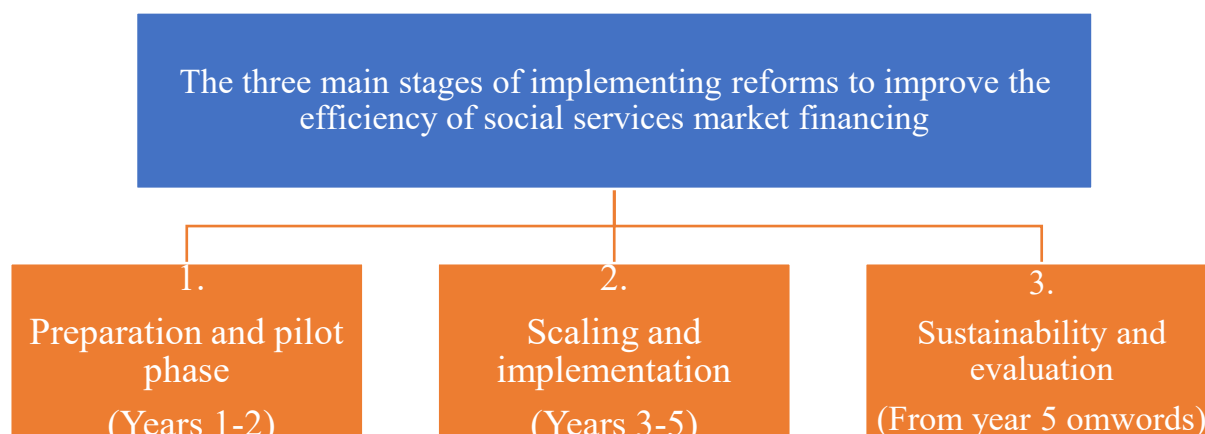 The three main stages of implementing reforms to improve the
efficiency of social services market financing
1.
Preparation and pilot
phase
(Years 1-2)
2.
Scaling and
implementation
(Years 3-5)
3.
Sustainability and
evaluation
(From year 5 omwords)